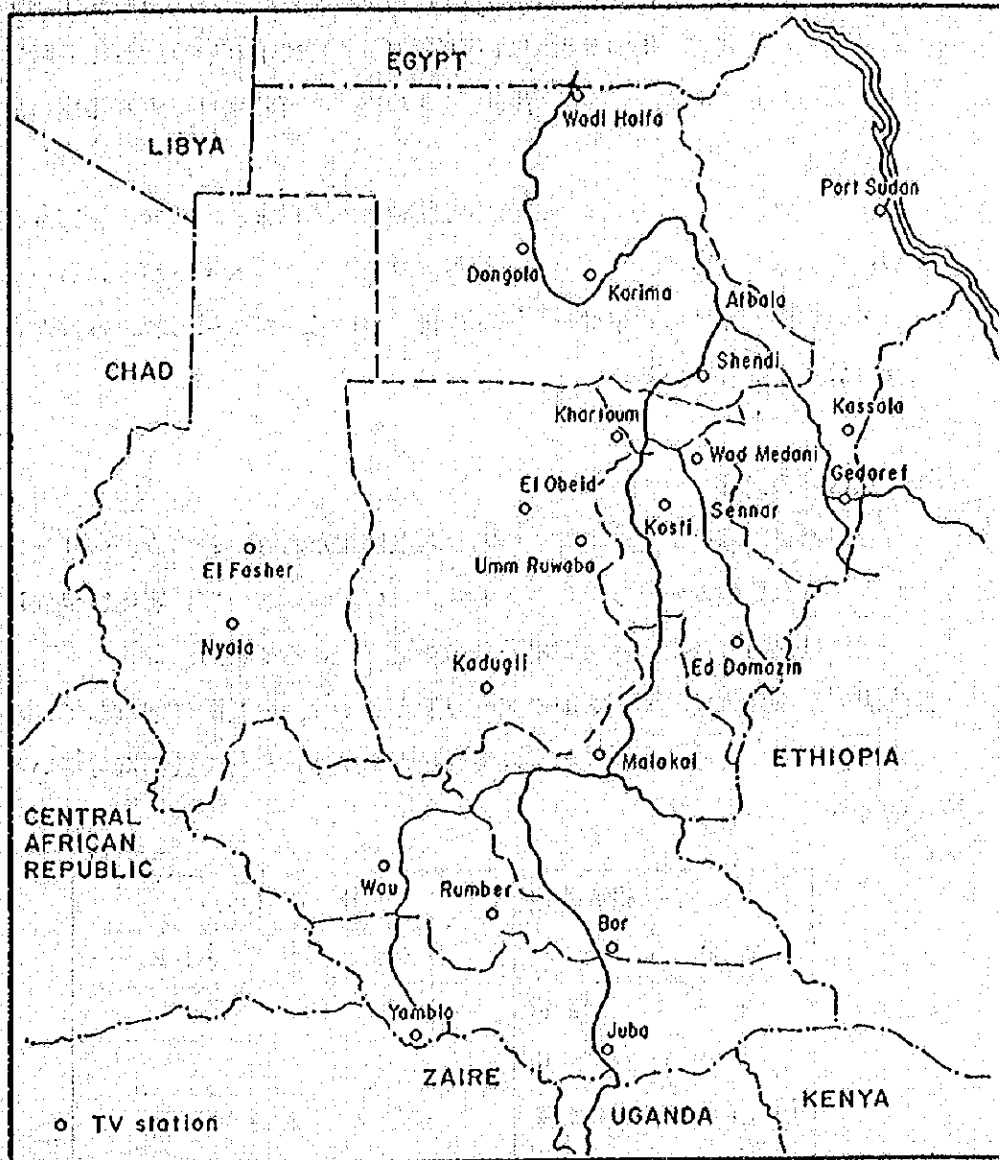 EGYPT
Wadi Halfa
LIBYA
Port Sudan
Dongola
Karima
Atbala
CHAD
Shendi
Khartoum
Kassala
Wad Medani
El Obeid
Gedaref
Kosti
Sennar
El Fasher
Umm Ruwaba
Nyala
Kadugli
Ed Damazin
Malakal
ETHIOPIA
CENTRAL
AFRICAN
REPUBLIC
Wau
Rumber
Bor
Yambio
Juba
ZAIRE
UGANDA
KENYA
TV station